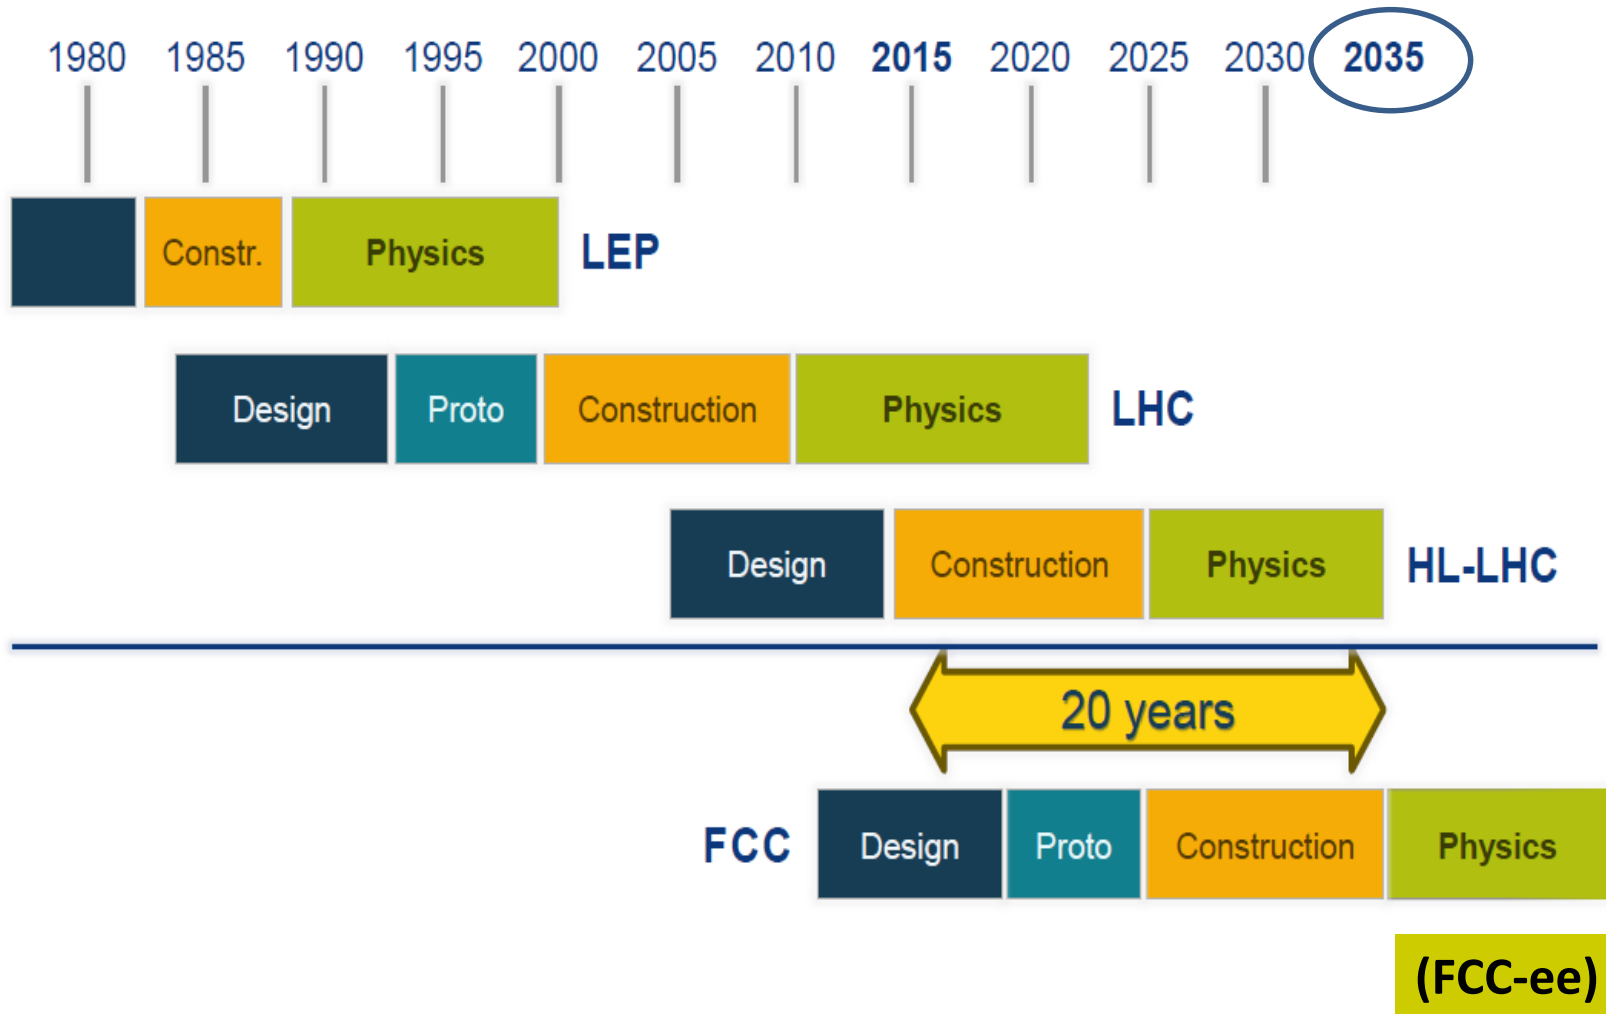 1980 1985 1990 1995 2000 2005 2010 2015 2020 2025 2030 2035
Constr. Physics LEP
Design Proto Construction Physics LHC
Design Construction Physics HL-LHC
20 years
FCC Design Proto Construction Physics
(FCC-ee)